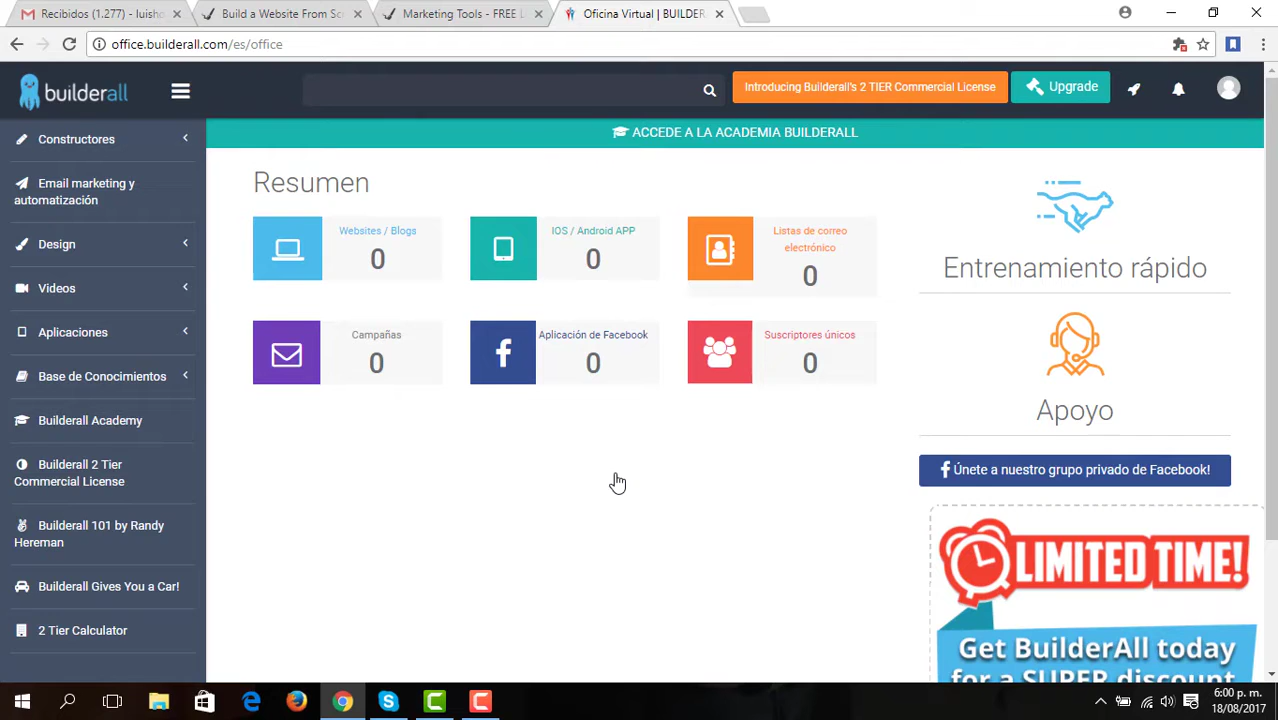 Recibidos (1.277) - luisho
Build a Website From Scr
Marketing Tools - FREE L
Oficina Virtual | BUILDER
office.builderall.com/es/office
builderall
Introducing Builderall's 2 TIER Commercial License
Upgrade
ACCEDE A LA ACADEMIA BUILDERALL
Constructores
Email marketing y
automatización
Design
Videos
Aplicaciones
Base de Conocimientos
Builderall Academy
Builderall 2 Tier
Commercial License
Builderall 101 by Randy
Hereman
Builderall Gives You a Car!
2 Tier Calculator
Resumen
Websites / Blogs
0
IOS / Android APP
0
Listas de correo
electrónico
0
Campañas
0
Aplicación de Facebook
0
Suscriptores únicos
0
Entrenamiento rápido
Apoyo
Únete a nuestro grupo privado de Facebook!
LIMITED TIME!
Get BuilderAll today
for a SUPER discount
6:00 p. m.
18/08/2017